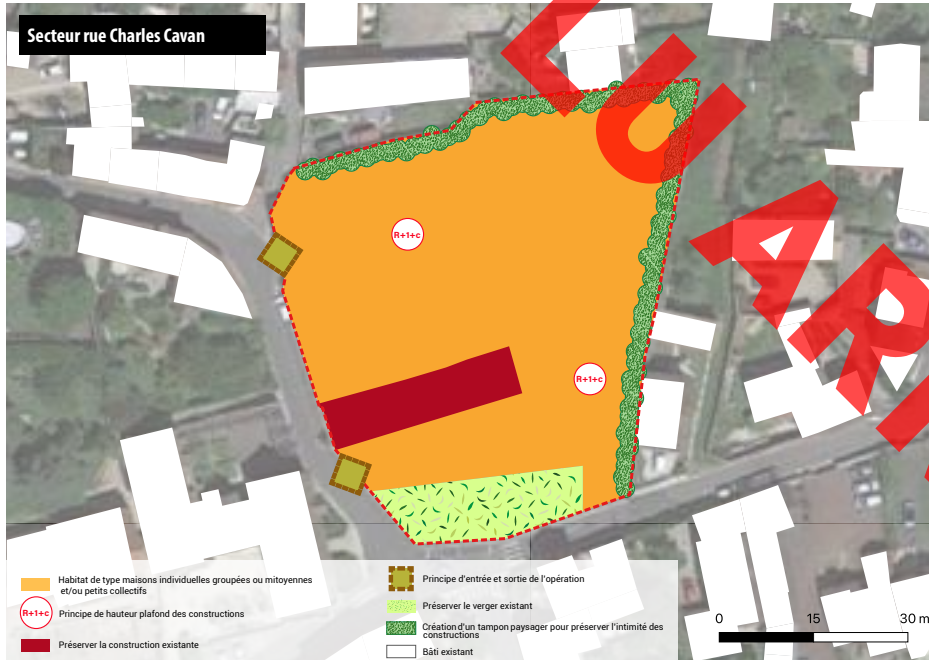 Secteur rue Charles Cavan
R+1+c
R+1+c
Habitat de type maisons individuelles groupées ou mitoyennes
et/ou petits collectifs
R+1+c
Principe de hauteur plafond des constructions
Préserver la construction existante
Principe d'entrée et sortie de l'opération
Préserver le verger existant
Création d'un tampon paysager pour préserver l'intimité des
constructions
Bâti existant
0 15 30 m